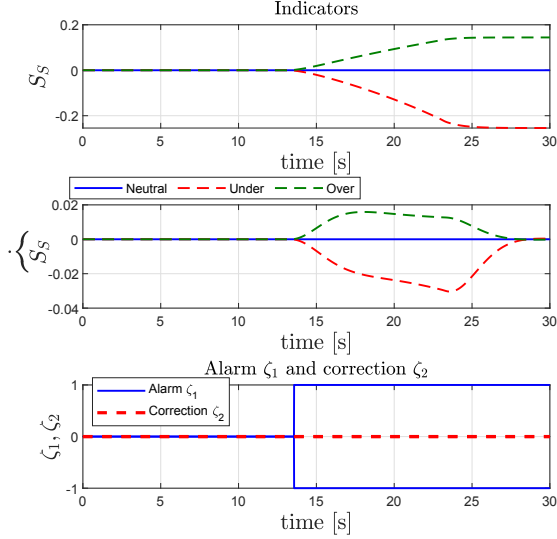 Indicators
0.2
0
-0.2
S_S
0 5 10 15 20 25 30
time [s]
Neutral Under Over
0.02
0
-0.02
-0.04
Ṡ_S
0 5 10 15 20 25 30
time [s]
Alarm ζ₁ and correction ζ₂
Alarm ζ₁
Correction ζ₂
1
0
-1
ζ₁, ζ₂
0 5 10 15 20 25 30
time [s]